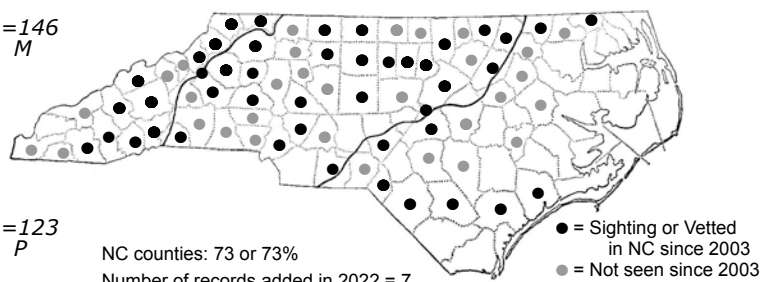 =146
M
=123
P
NC counties: 73 or 73%
Number of records added in 2022 = 7
= Sighting or Vetted
in NC since 2003
= Not seen since 2003